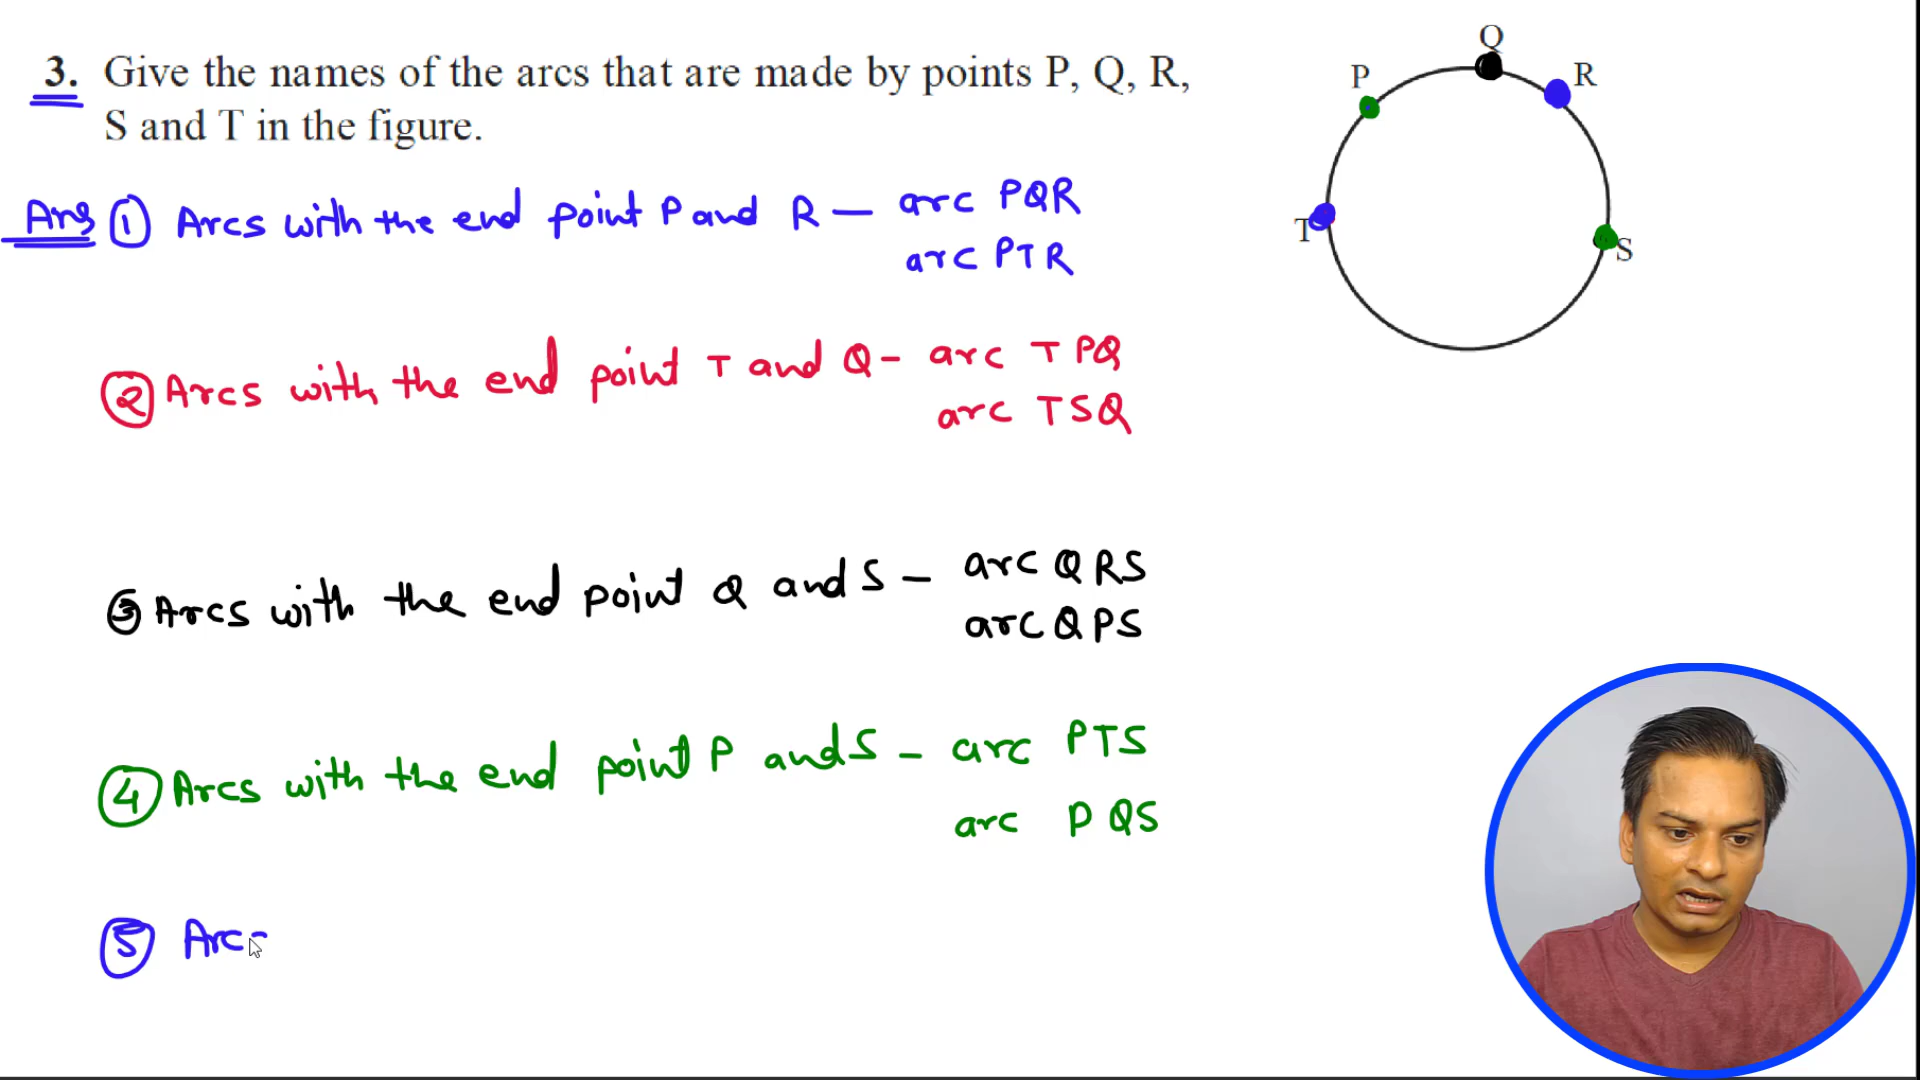 3. Give the names of the arcs that are made by points P, Q, R,
S and T in the figure.
Q
P
R
T
S
Ans ① Arcs with the end point P and R — arc PQR
arc PTR
② Arcs with the end point T and Q - arc TPQ
arc TSQ
③ Arcs with the end point Q and S - arc QRS
arc QPS
④ Arcs with the end point P and S - arc PTS
arc PQS
⑤ Arc